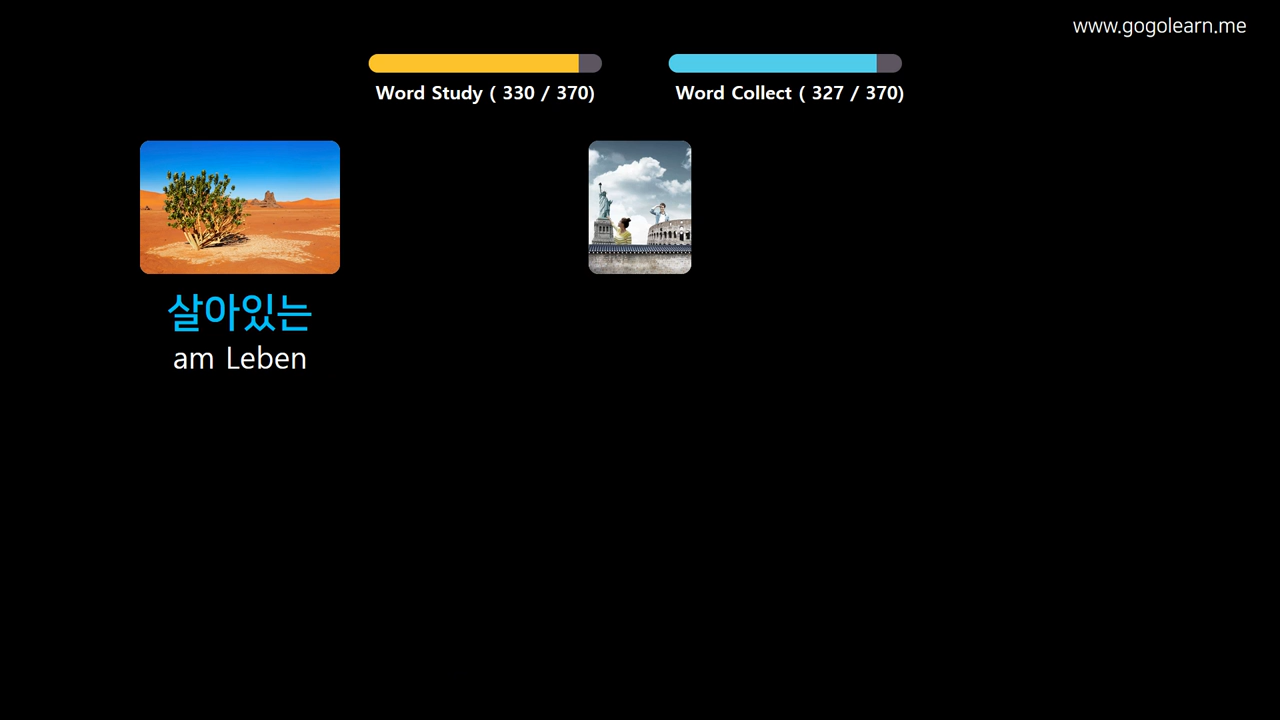 www.gogolearn.me
Word Study ( 330 / 370)
Word Collect ( 327 / 370)
살아있는
am Leben